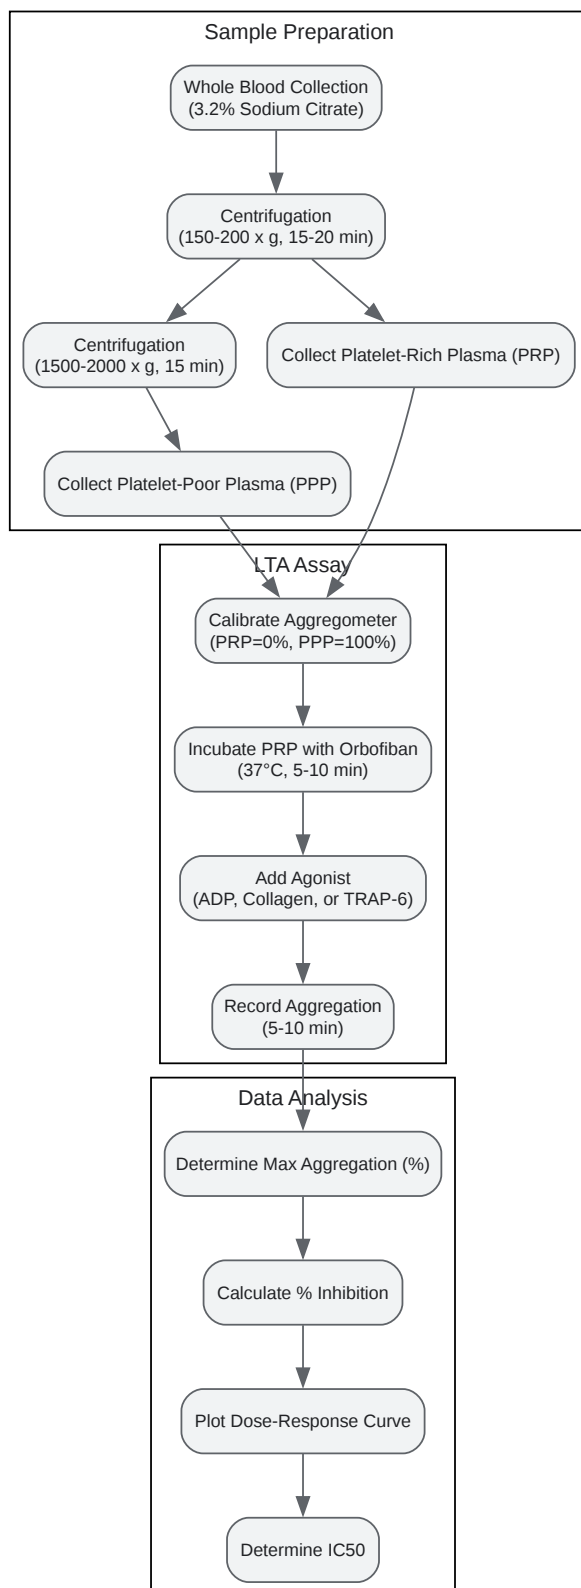 Sample Preparation
Whole Blood Collection
(3.2% Sodium Citrate)
Centrifugation
(150-200 x g, 15-20 min)
Centrifugation
(1500-2000 x g, 15 min)
Collect Platelet-Rich Plasma (PRP)
Collect Platelet-Poor Plasma (PPP)
LTA Assay
Calibrate Aggregometer
(PRP=0%, PPP=100%)
Incubate PRP with Orbofiban
(37°C, 5-10 min)
Add Agonist
(ADP, Collagen, or TRAP-6)
Record Aggregation
(5-10 min)
Data Analysis
Determine Max Aggregation (%)
Calculate % Inhibition
Plot Dose-Response Curve
Determine IC50